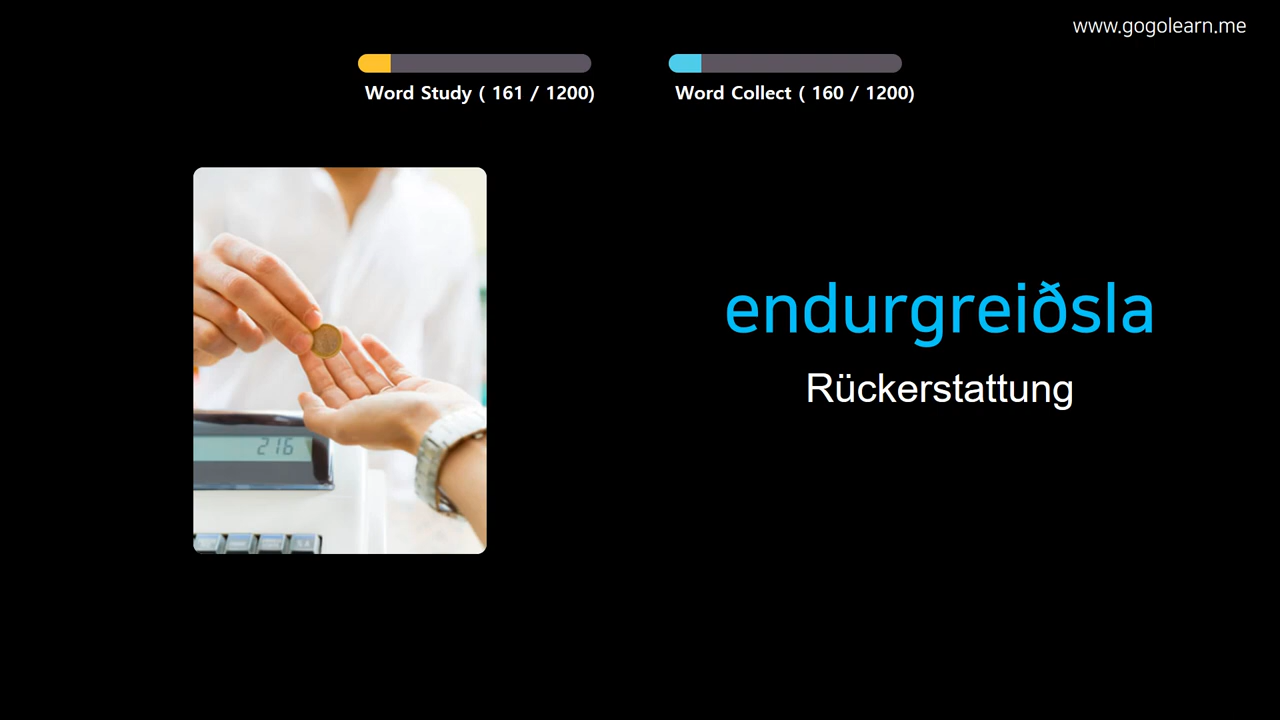 www.gogolearn.me
Word Study ( 161 / 1200)
Word Collect ( 160 / 1200)
endurgreiðsla
Rückerstattung
216